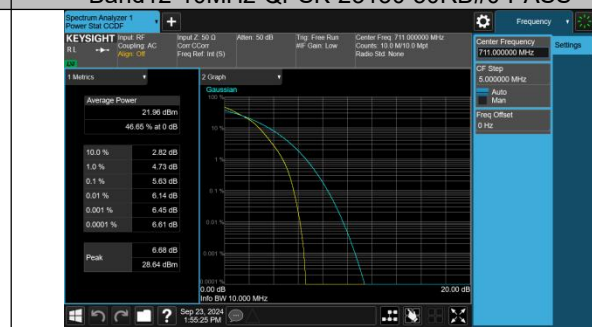 Spectrum Analyzer 1
Power Stat CCDF
Frequency
KEYSIGHT
Input: RF
Coupling: AC
Align: Off
Input Z: 50 Ω
Corr CCorr
Freq Ref: Int (S)
Atten: 50 dB
Trig: Free Run
#IF Gain: Low
Center Freq: 711.000000 MHz
Counts: 10.0 M/10.0 Mpt
Radio Std: None
RL
Center Frequency
711.000000 MHz
Settings
CF Step
5.000000 MHz
Auto
Man
Freq Offset
0 Hz
1 Metrics
Average Power
21.96 dBm
46.65 % at 0 dB
10.0 % 2.82 dB
1.0 % 4.73 dB
0.1 % 5.63 dB
0.01 % 6.14 dB
0.001 % 6.45 dB
0.0001 % 6.61 dB
Peak 6.68 dB
28.64 dBm
2 Graph
Gaussian
100 %
10 %
1 %
0.1 %
0.01 %
0.001 %
0.0001 %
0.00 dB 20.00 dB
Info BW 10.000 MHz
Sep 23, 2024
1:55:25 PM